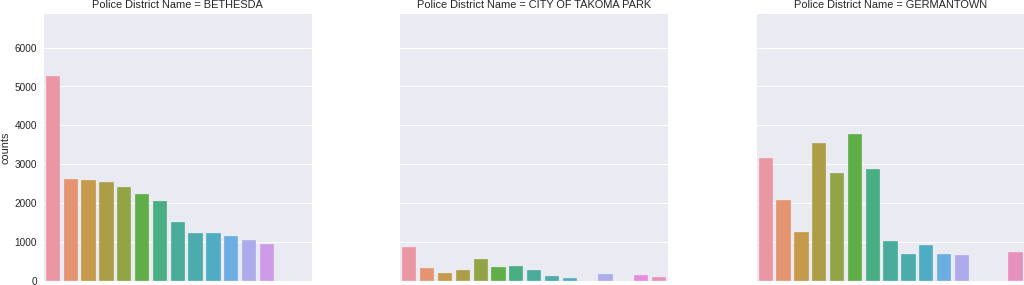 Police District Name = BETHESDA
Police District Name = CITY OF TAKOMA PARK
Police District Name = GERMANTOWN
6000
5000
4000
3000
2000
1000
0
counts